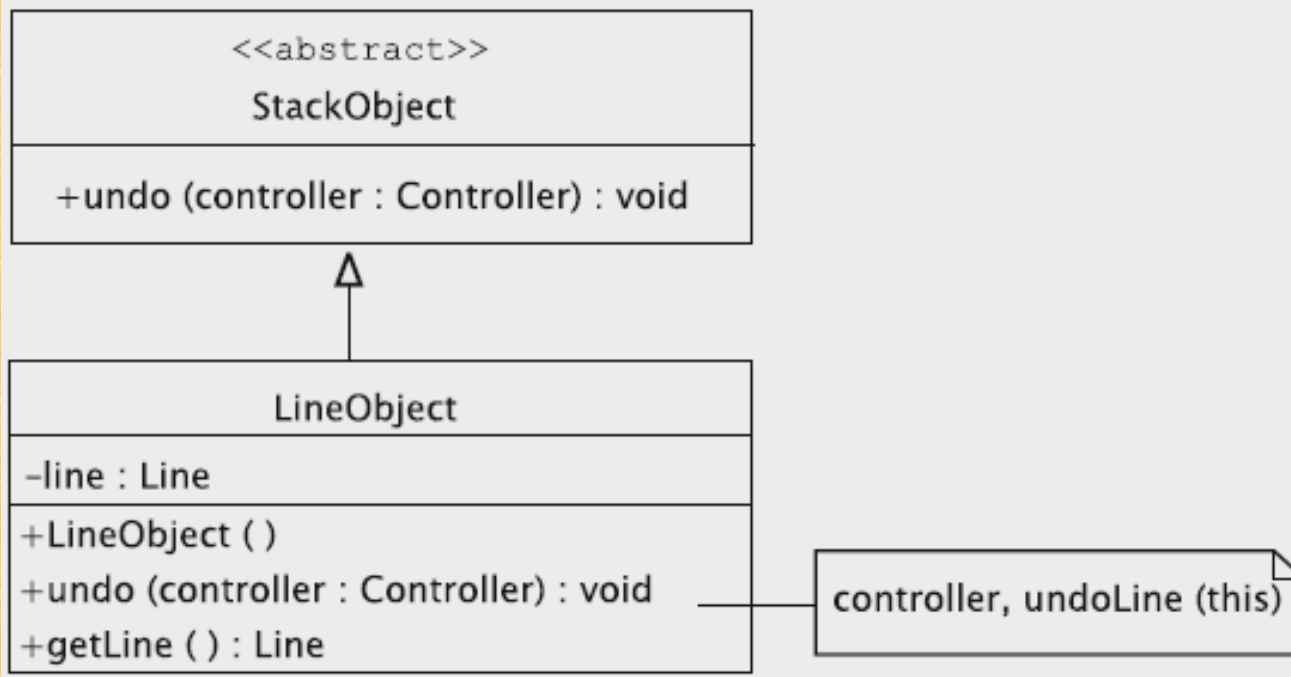 <<abstract>>
StackObject
+undo (controller : Controller) : void
LineObject
-line : Line
+LineObject ( )
+undo (controller : Controller) : void
+getLine ( ) : Line
controller, undoLine (this)